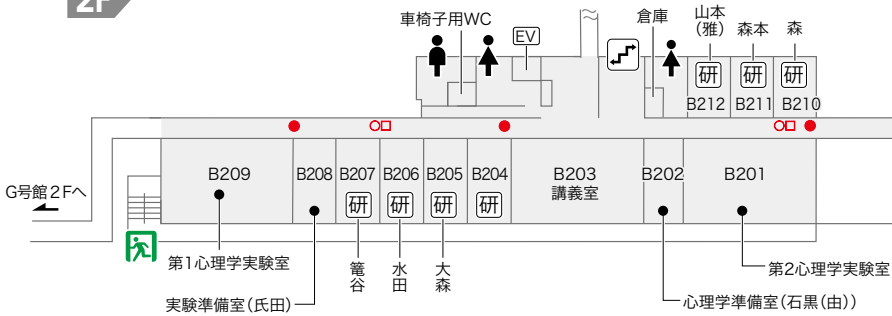 2F
車椅子用WC
EV
倉庫
山本
（雅）
森本
森
研
研
研
B212
B211
B210
B209
B208
B207
B206
B205
B204
B203
講義室
B202
B201
研
研
研
研
G号館２Fへ
第1心理学実験室
篭谷
水田
大森
第2心理学実験室
実験準備室（氏田）
心理学準備室（石黒（由））